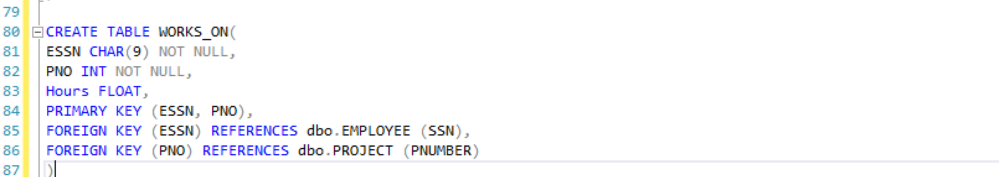 79
80 CREATE TABLE WORKS_ON(
81 ESSN CHAR(9) NOT NULL,
82 PNO INT NOT NULL,
83 Hours FLOAT,
84 PRIMARY KEY (ESSN, PNO),
85 FOREIGN KEY (ESSN) REFERENCES dbo.EMPLOYEE (SSN),
86 FOREIGN KEY (PNO) REFERENCES dbo.PROJECT (PNUMBER)
87 )